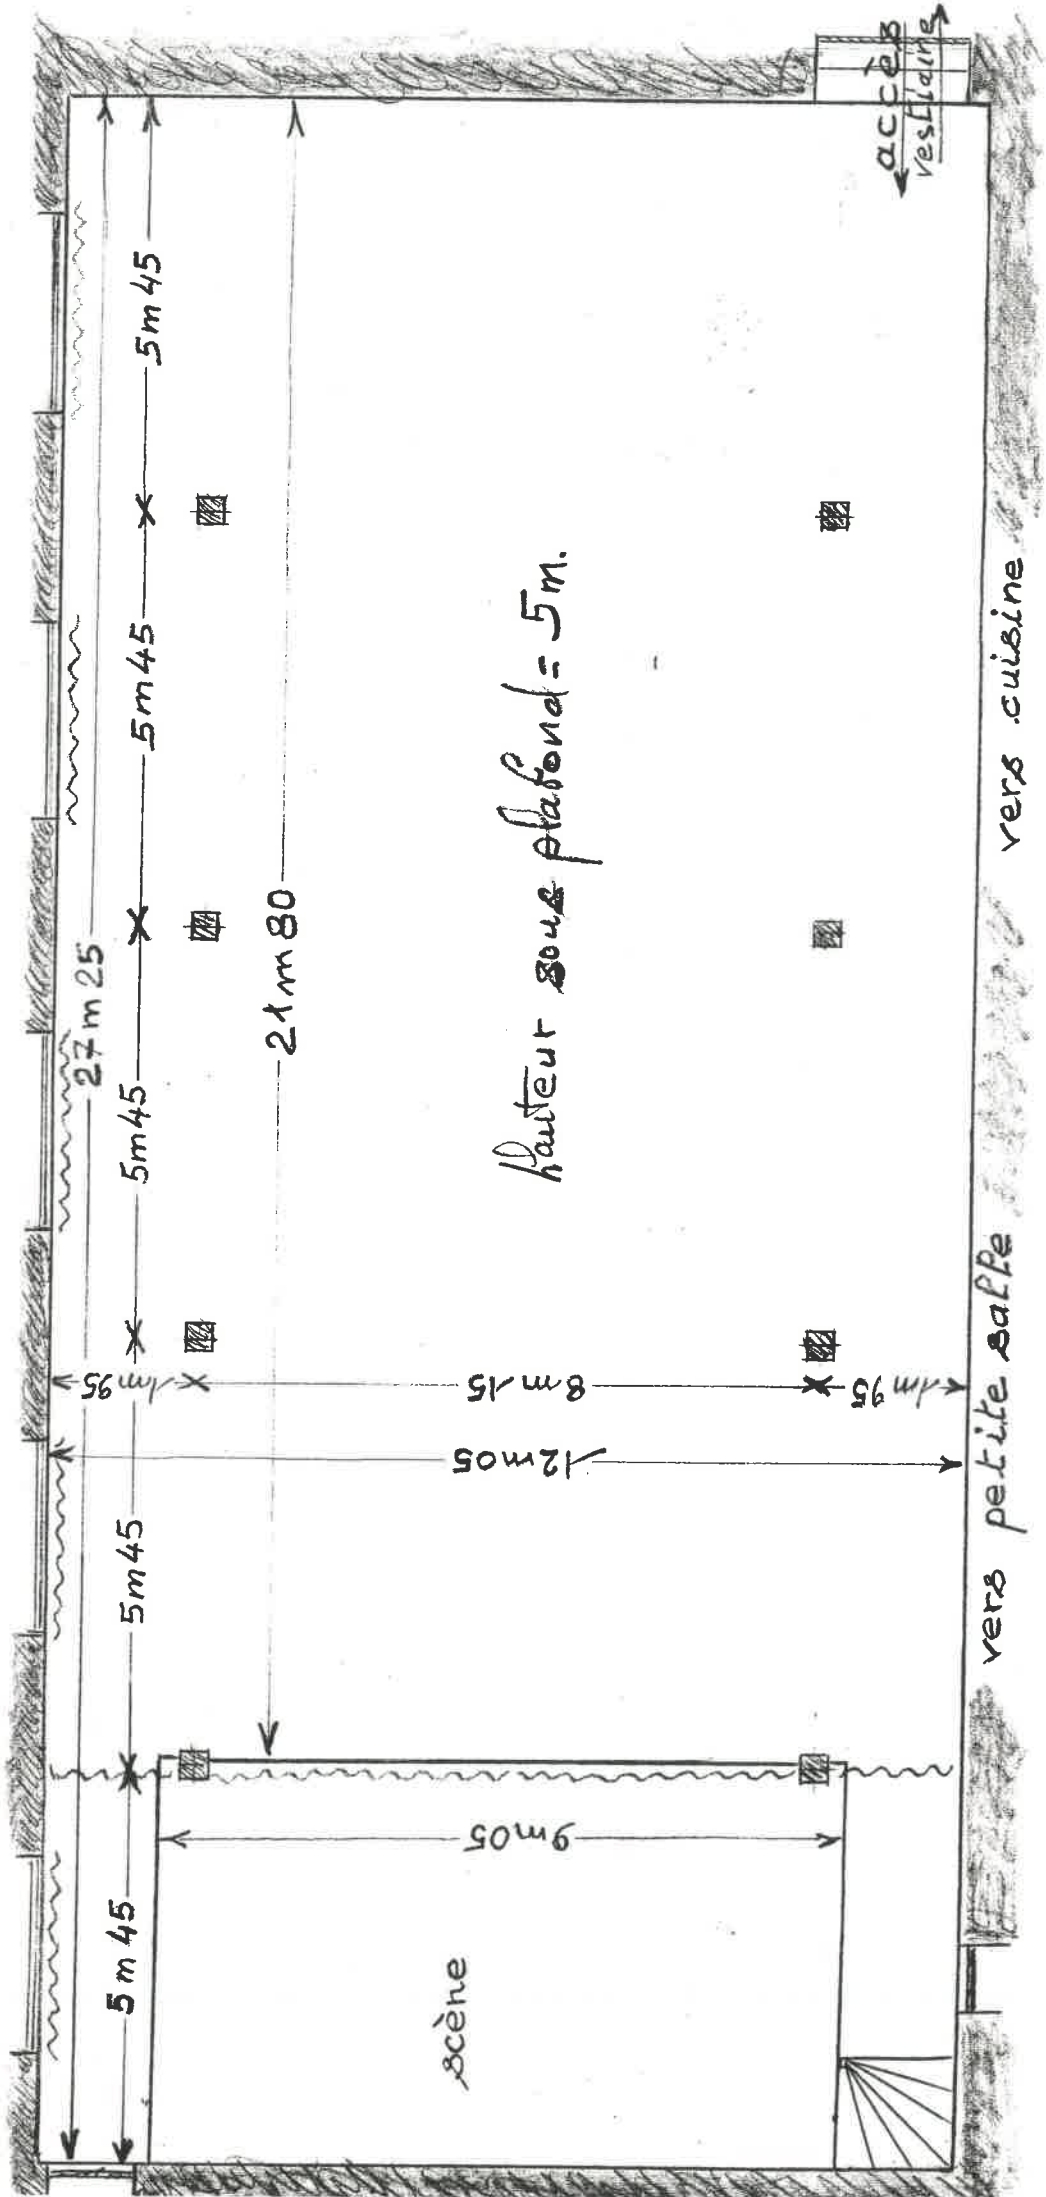 27m25
5m45
5m45
5m45
5m45
5m45
21m80
hauteur sous plafond = 5m.
1m95
8m15
1m95
12m05
9m05
scène
accès
vestiaire
vers petite salle
vers cuisine